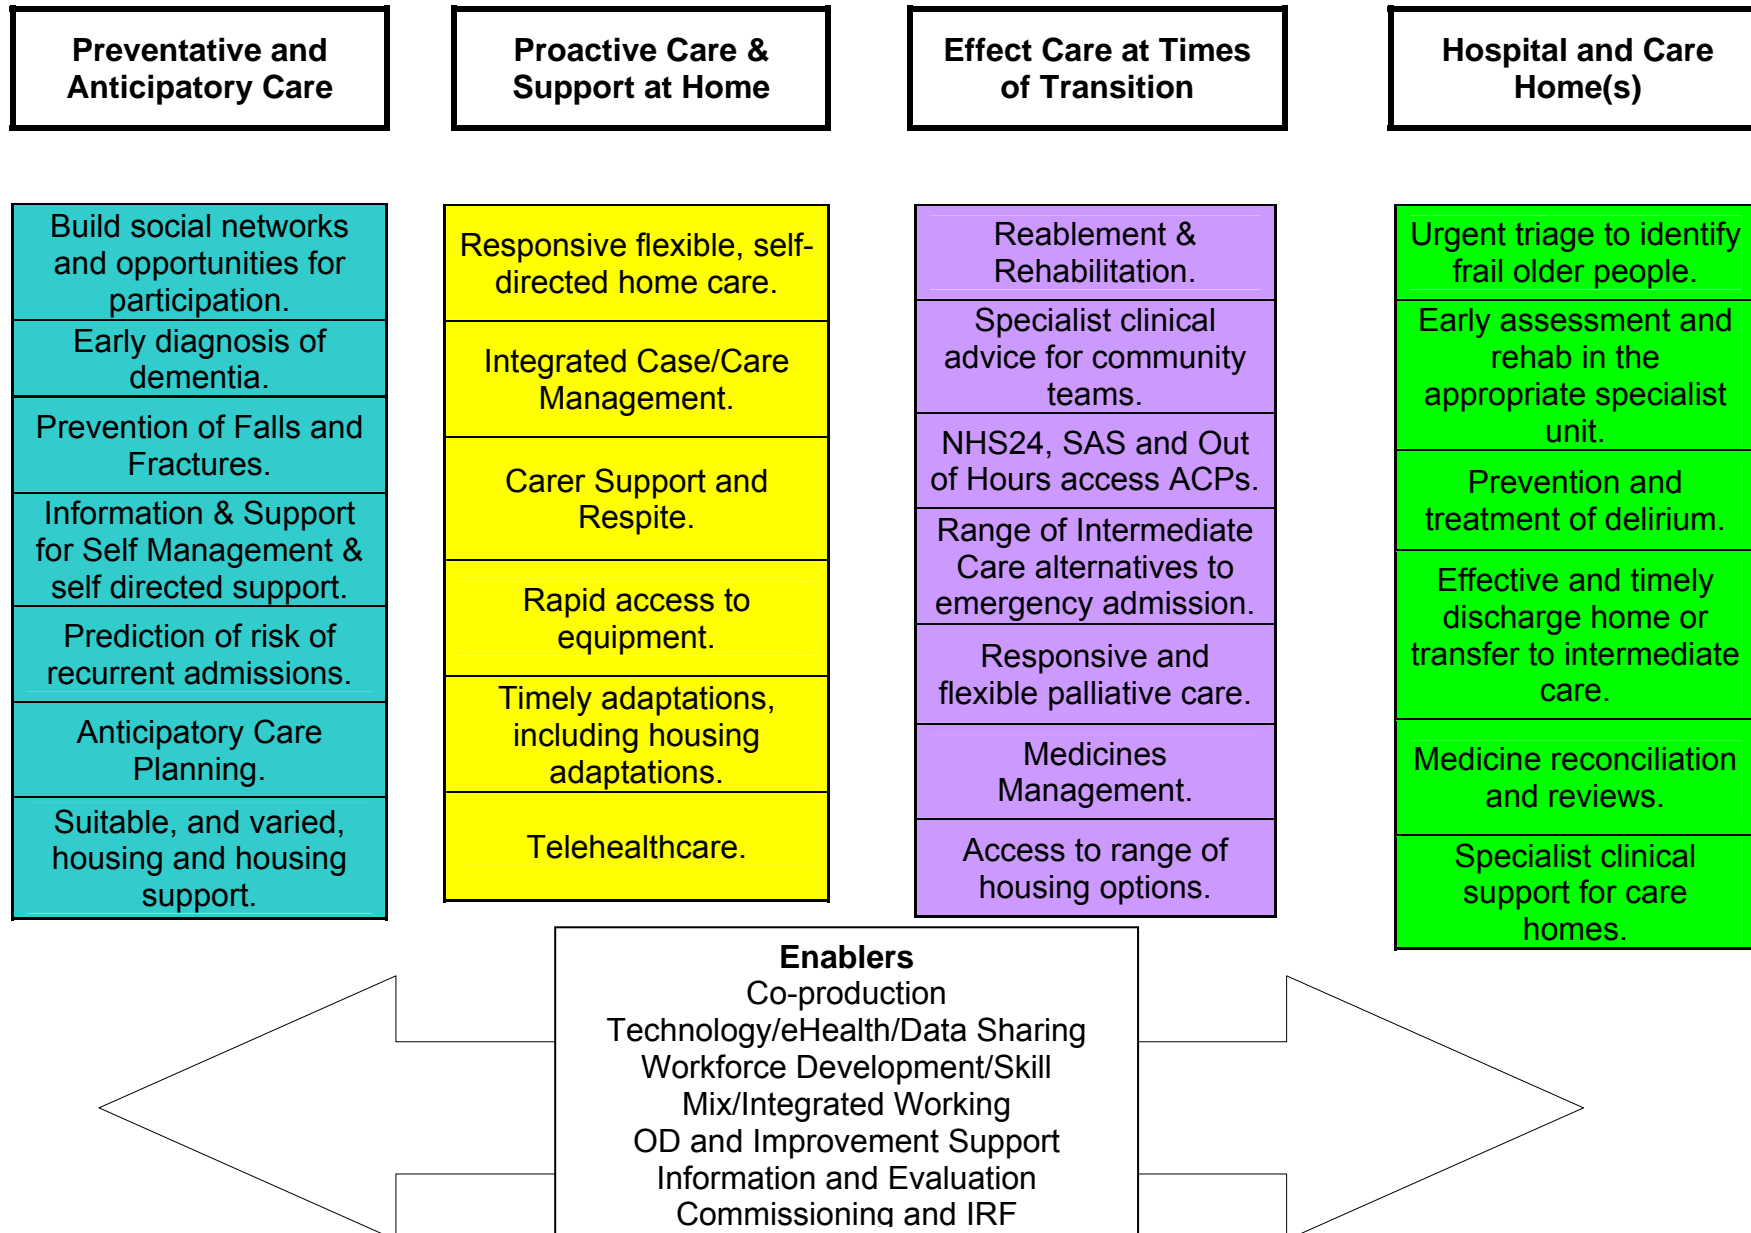 Preventative and
Anticipatory Care
Proactive Care &
Support at Home
Effect Care at Times
of Transition
Hospital and Care
Home(s)
Build social networks
and opportunities for
participation.
Early diagnosis of
dementia.
Prevention of Falls and
Fractures.
Information & Support
for Self Management &
self directed support.
Prediction of risk of
recurrent admissions.
Anticipatory Care
Planning.
Suitable, and varied,
housing and housing
support.
Responsive flexible, self-
directed home care.
Integrated Case/Care
Management.
Carer Support and
Respite.
Rapid access to
equipment.
Timely adaptations,
including housing
adaptations.
Telehealthcare.
Reablement &
Rehabilitation.
Specialist clinical
advice for community
teams.
NHS24, SAS and Out
of Hours access ACPs.
Range of Intermediate
Care alternatives to
emergency admission.
Responsive and
flexible palliative care.
Medicines
Management.
Access to range of
housing options.
Urgent triage to identify
frail older people.
Early assessment and
rehab in the
appropriate specialist
unit.
Prevention and
treatment of delirium.
Effective and timely
discharge home or
transfer to intermediate
care.
Medicine reconciliation
and reviews.
Specialist clinical
support for care
homes.
Enablers
Co-production
Technology/eHealth/Data Sharing
Workforce Development/Skill
Mix/Integrated Working
OD and Improvement Support
Information and Evaluation
Commissioning and IRF